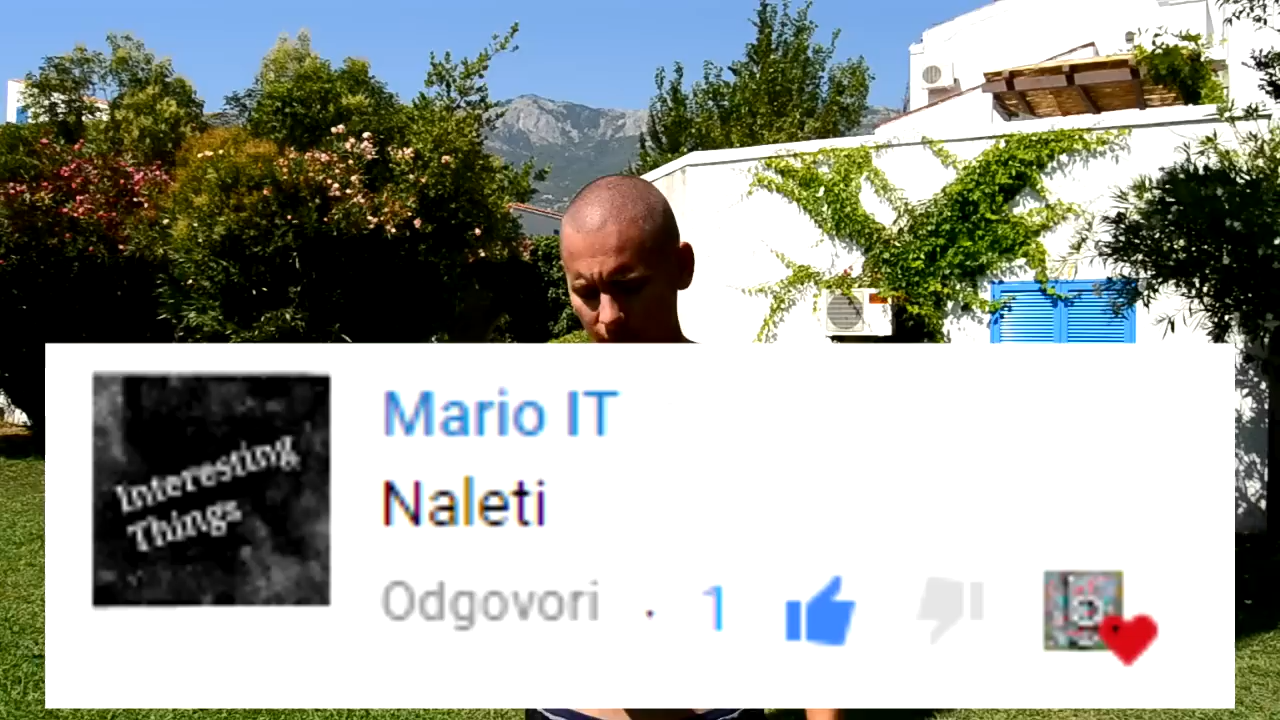 Interesting
Things
Mario IT
Naleti
Odgovori · 1